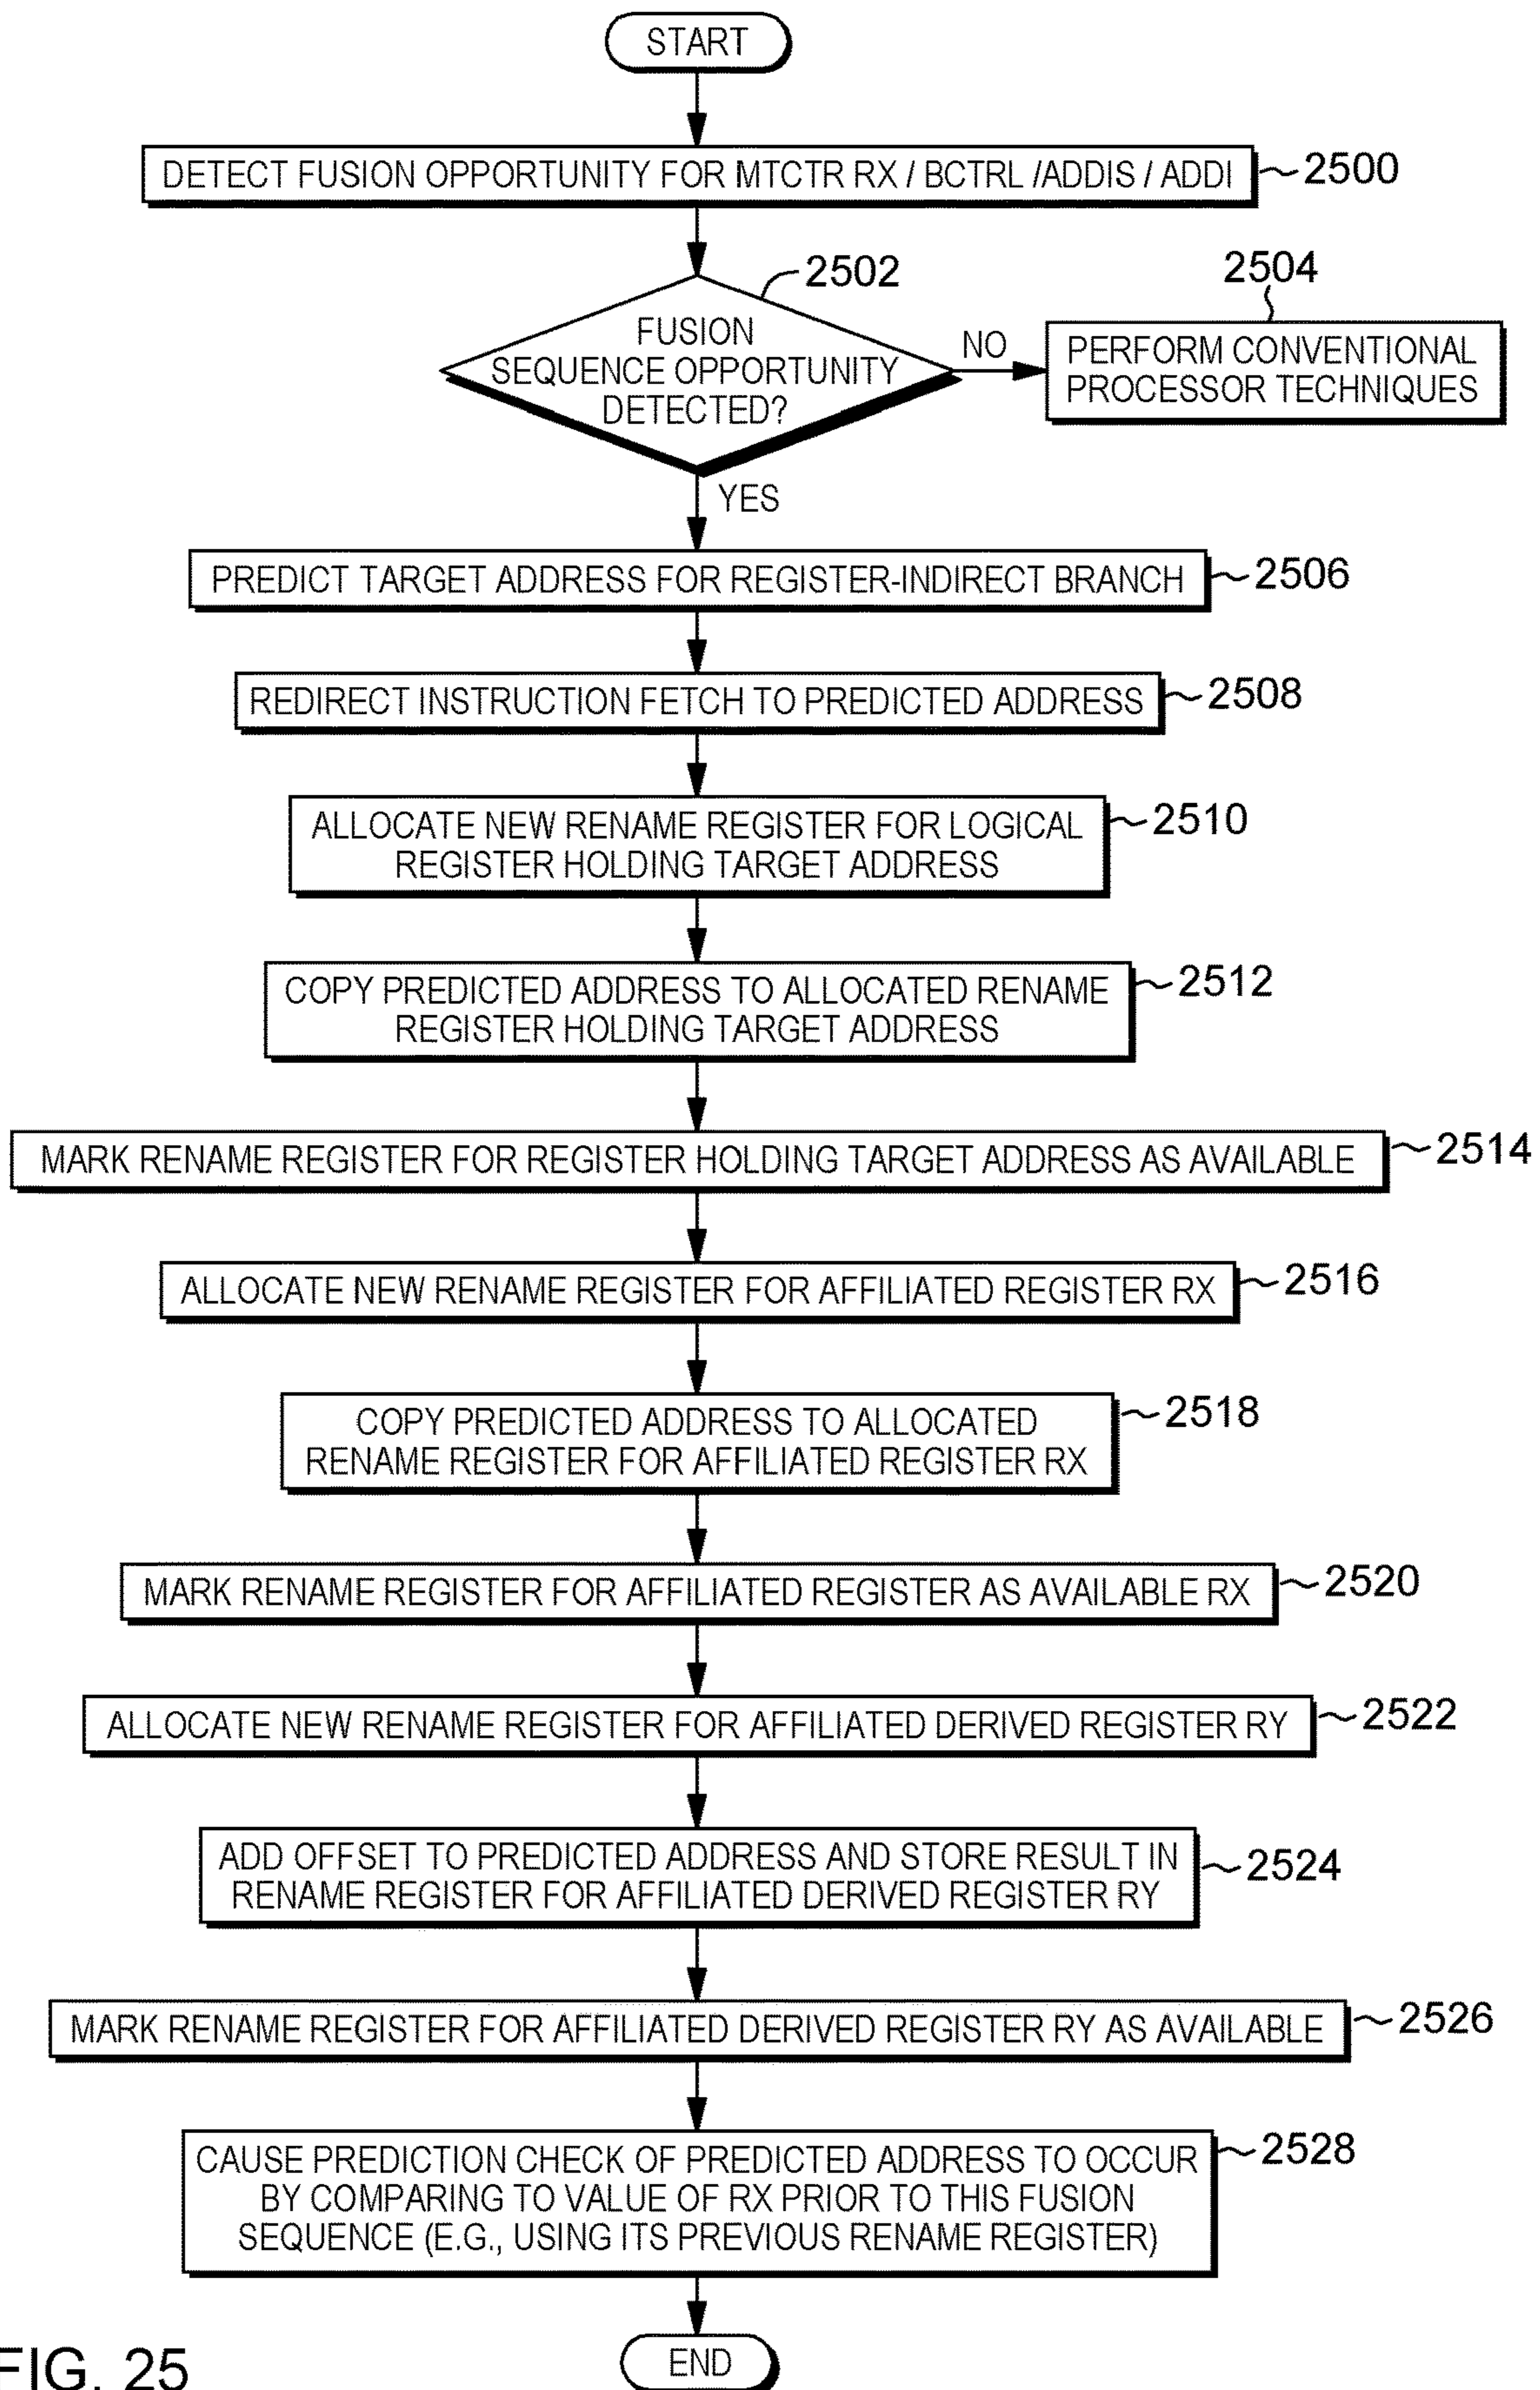 START
DETECT FUSION OPPORTUNITY FOR MTCTR RX / BCTRL /ADDIS / ADDI
2500
2502
FUSION
SEQUENCE OPPORTUNITY
DETECTED?
NO
2504
PERFORM CONVENTIONAL
PROCESSOR TECHNIQUES
YES
PREDICT TARGET ADDRESS FOR REGISTER-INDIRECT BRANCH
2506
REDIRECT INSTRUCTION FETCH TO PREDICTED ADDRESS
2508
ALLOCATE NEW RENAME REGISTER FOR LOGICAL
REGISTER HOLDING TARGET ADDRESS
2510
COPY PREDICTED ADDRESS TO ALLOCATED RENAME
REGISTER HOLDING TARGET ADDRESS
2512
MARK RENAME REGISTER FOR REGISTER HOLDING TARGET ADDRESS AS AVAILABLE
2514
ALLOCATE NEW RENAME REGISTER FOR AFFILIATED REGISTER RX
2516
COPY PREDICTED ADDRESS TO ALLOCATED
RENAME REGISTER FOR AFFILIATED REGISTER RX
2518
MARK RENAME REGISTER FOR AFFILIATED REGISTER AS AVAILABLE RX
2520
ALLOCATE NEW RENAME REGISTER FOR AFFILIATED DERIVED REGISTER RY
2522
ADD OFFSET TO PREDICTED ADDRESS AND STORE RESULT IN
RENAME REGISTER FOR AFFILIATED DERIVED REGISTER RY
2524
MARK RENAME REGISTER FOR AFFILIATED DERIVED REGISTER RY AS AVAILABLE
2526
CAUSE PREDICTION CHECK OF PREDICTED ADDRESS TO OCCUR
BY COMPARING TO VALUE OF RX PRIOR TO THIS FUSION
SEQUENCE (E.G., USING ITS PREVIOUS RENAME REGISTER)
2528
END
FIG. 25